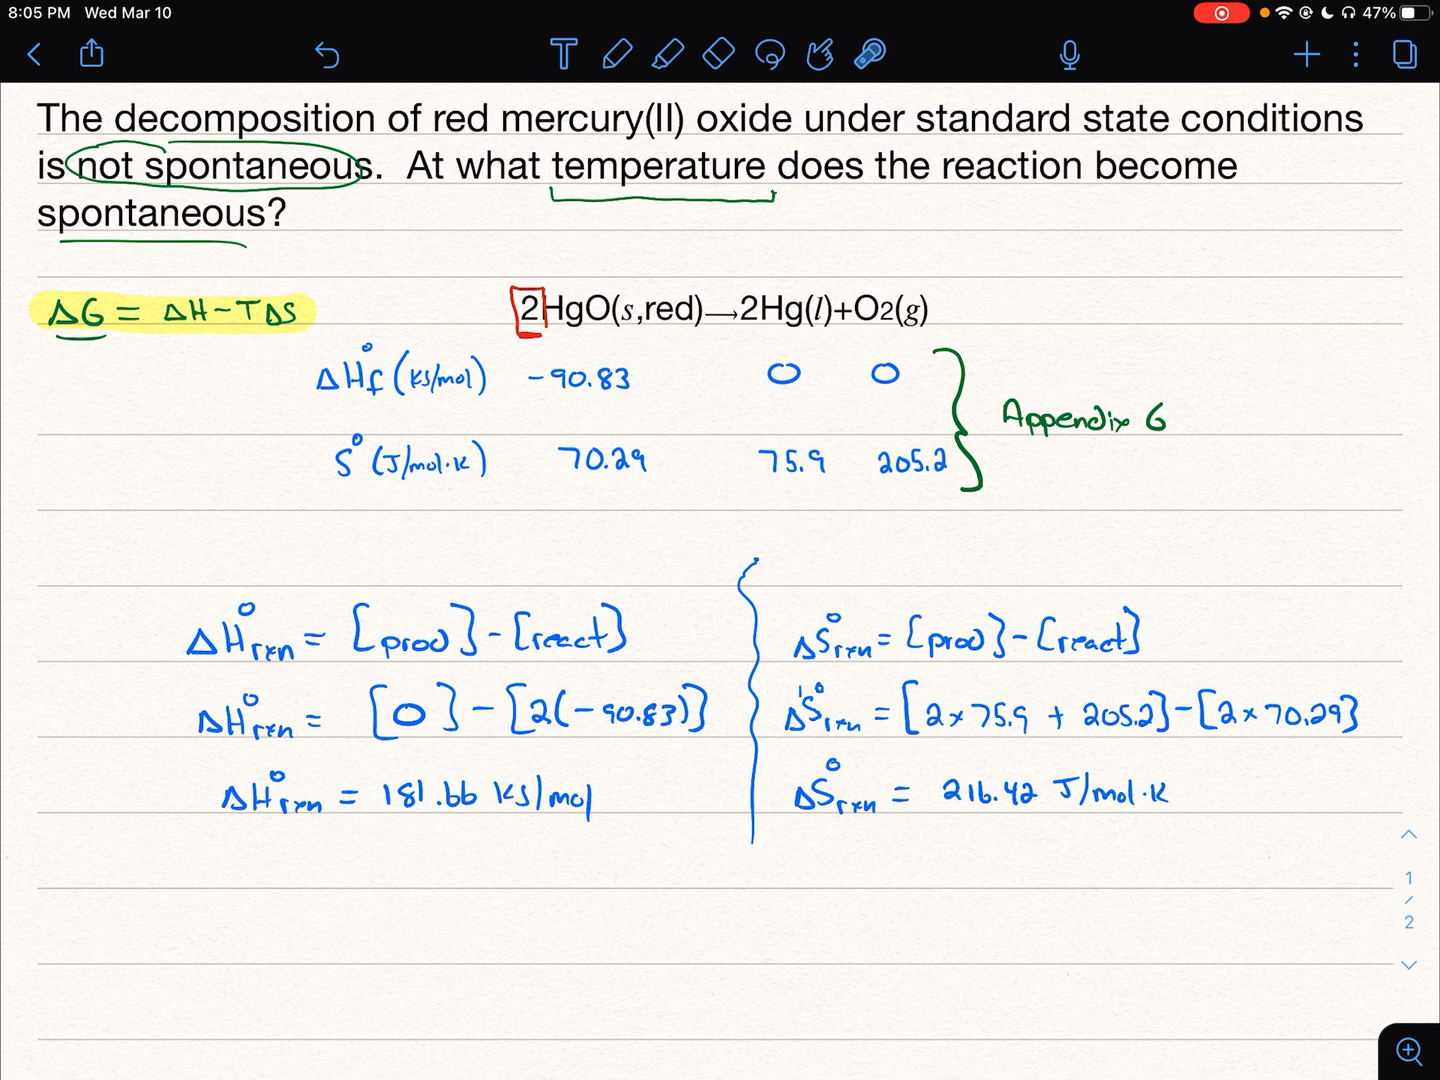 8:05 PM Wed Mar 10 47%
The decomposition of red mercury(II) oxide under standard state conditions
is not spontaneous. At what temperature does the reaction become
spontaneous?
ΔG = ΔH-TΔS 2HgO(s,red)→2Hg(l)+O2(g)
ΔHf° (KJ/mol) -90.83 0 0
Appendix G
S° (J/mol·K) 70.29 75.9 205.2
ΔH°rxn = [prod] - [react]
ΔH°rxn = [0] - [2(-90.83)]
ΔH°rxn = 181.66 KJ/mol
ΔS°rxn = [prod] - [react]
ΔS°rxn = [2×75.9 + 205.2] - [2×70.29]
ΔS°rxn = 216.42 J/mol·K
1
/
2